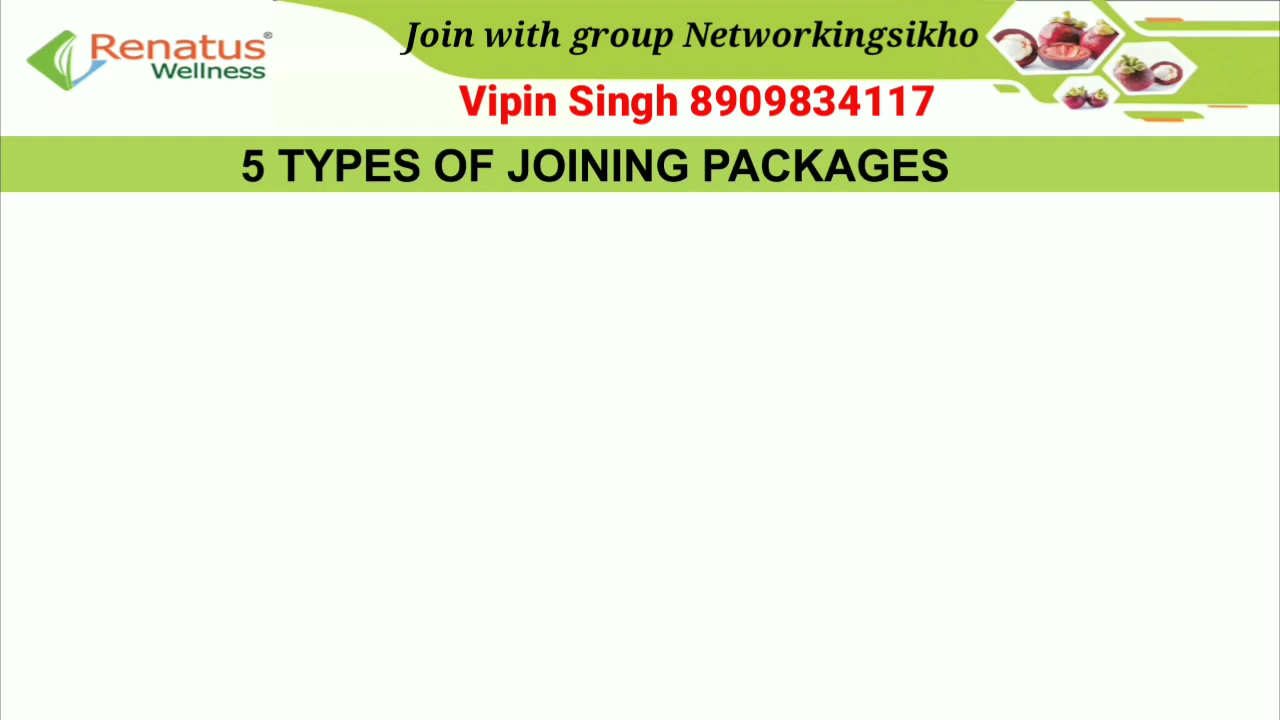 Renatus®
Wellness
Join with group Networkingsikho
Vipin Singh 8909834117
5 TYPES OF JOINING PACKAGES